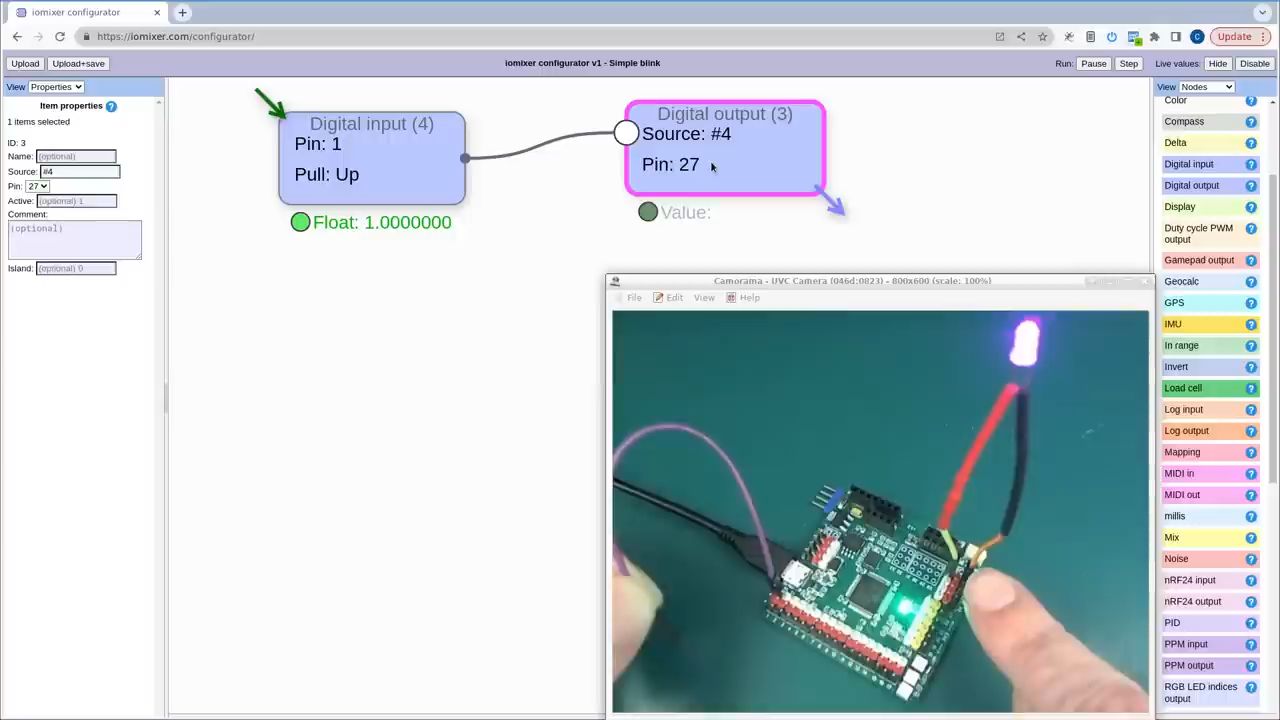 iomixer configurator
https://iomixer.com/configurator/
C
Update
Upload
Upload+save
iomixer configurator v1 - Simple blink
Run:
Pause
Step
Live values:
Hide
Disable
View
Properties
Item properties
?
1 items selected
ID: 3
Name:
(optional)
Source:
#4
Pin:
27
Active:
(optional) 1
Comment:
(optional)
Island:
(optional) 0
Digital input (4)
Pin: 1
Pull: Up
Float: 1.0000000
Digital output (3)
Source: #4
Pin: 27
Value:
Camorama - UVC Camera (046d:0823) - 800x600 (scale: 100%)
File
Edit
View
Help
View
Nodes
Color
?
Compass
?
Delta
?
Digital input
?
Digital output
?
Display
?
Duty cycle PWM
output
?
Gamepad output
?
Geocalc
?
GPS
?
IMU
?
In range
?
Invert
?
Load cell
?
Log input
?
Log output
?
Mapping
?
MIDI in
?
MIDI out
?
millis
?
Mix
?
Noise
?
nRF24 input
?
nRF24 output
?
PID
?
PPM input
?
PPM output
?
RGB LED indices
output
?